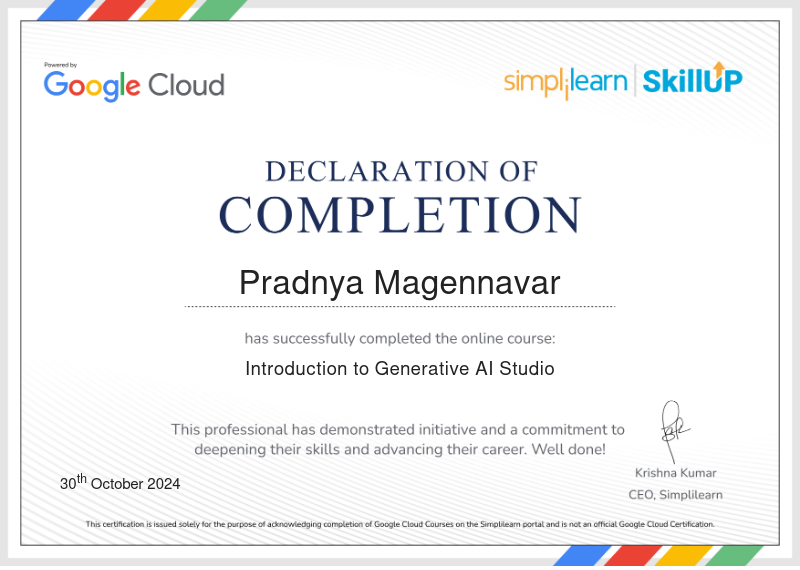 Powered by
Google Cloud
simplilearn | SkillUP
DECLARATION OF
COMPLETION
Pradnya Magennavar
has successfully completed the online course:
Introduction to Generative AI Studio
This professional has demonstrated initiative and a commitment to
deepening their skills and advancing their career. Well done!
30th October 2024
Krishna Kumar
CEO, Simplilearn
This certification is issued solely for the purpose of acknowledging completion of Google Cloud Courses on the Simplilearn portal and is not an official Google Cloud Certification.